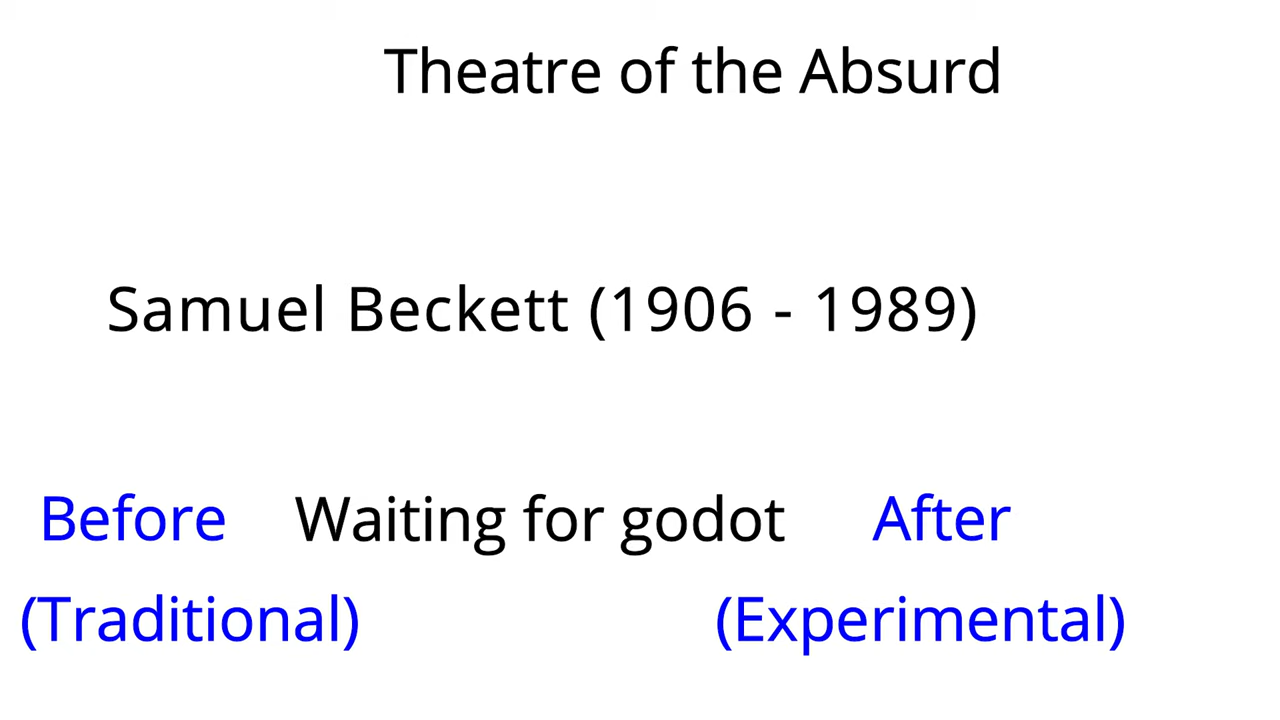 Theatre of the Absurd
Samuel Beckett (1906 - 1989)
Before Waiting for godot After
(Traditional) (Experimental)